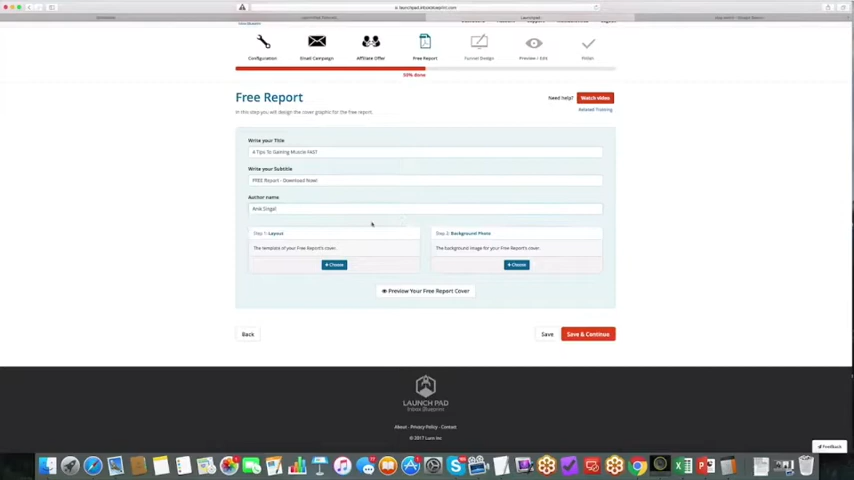 launchpad.inboxblueprint.com
Configuration
Email Campaign
Affiliate Offer
Free Report
Funnel Design
Preview / Edit
Finish
50% done
Free Report
Need help?
Watch video
In this step you will design the cover graphic for the free report.
Related Training
Write your Title
4 Tips To Gaining Muscle FAST
Write your Subtitle
FREE Report - Download Now!
Author name
Anik Singal
Step 1: Layout
Step 2: Background Photo
The template of your Free Report's cover.
The background image for your Free Report's cover.
+ Choose
+ Choose
Preview Your Free Report Cover
Back
Save
Save & Continue
LAUNCH PAD
Inbox Blueprint
About - Privacy Policy - Contact
© 2017 Lurn Inc
Feedback